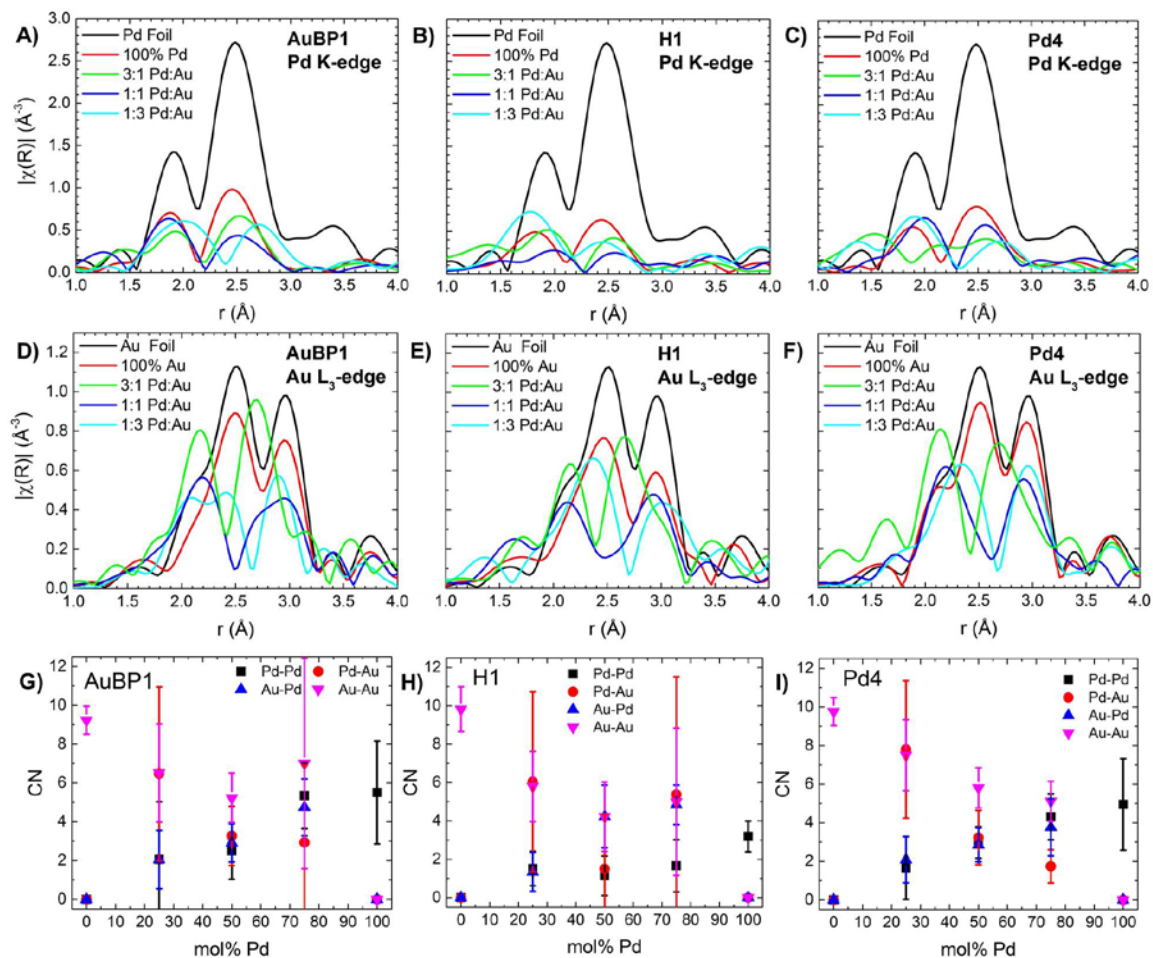 A)
AuBP1
Pd K-edge
Pd Foil
100% Pd
3:1 Pd:Au
1:1 Pd:Au
1:3 Pd:Au
|χ(R)| (Å⁻³)
3.0
2.5
2.0
1.5
1.0
0.5
0.0
1.0 1.5 2.0 2.5 3.0 3.5 4.0
r (Å)
B)
H1
Pd K-edge
Pd Foil
100% Pd
3:1 Pd:Au
1:1 Pd:Au
1:3 Pd:Au
1.0 1.5 2.0 2.5 3.0 3.5 4.0
r (Å)
C)
Pd4
Pd K-edge
Pd Foil
100% Pd
3:1 Pd:Au
1:1 Pd:Au
1:3 Pd:Au
1.0 1.5 2.0 2.5 3.0 3.5 4.0
r (Å)
D)
AuBP1
Au L₃-edge
Au Foil
100% Au
3:1 Pd:Au
1:1 Pd:Au
1:3 Pd:Au
|χ(R)| (Å⁻³)
1.2
1.0
0.8
0.6
0.4
0.2
0.0
1.0 1.5 2.0 2.5 3.0 3.5 4.0
r (Å)
E)
H1
Au L₃-edge
Au Foil
100% Au
3:1 Pd:Au
1:1 Pd:Au
1:3 Pd:Au
1.0 1.5 2.0 2.5 3.0 3.5 4.0
r (Å)
F)
Pd4
Au L₃-edge
Au Foil
100% Au
3:1 Pd:Au
1:1 Pd:Au
1:3 Pd:Au
1.0 1.5 2.0 2.5 3.0 3.5 4.0
r (Å)
G)
AuBP1
Pd-Pd Pd-Au
Au-Pd Au-Au
CN
12
10
8
6
4
2
0
0 10 20 30 40 50 60 70 80 90 100
mol% Pd
H)
H1
Pd-Pd
Pd-Au
Au-Pd
Au-Au
CN
12
10
8
6
4
2
0
0 10 20 30 40 50 60 70 80 90 100
mol% Pd
I)
Pd4
Pd-Pd
Pd-Au
Au-Pd
Au-Au
CN
12
10
8
6
4
2
0
0 10 20 30 40 50 60 70 80 90 100
mol% Pd